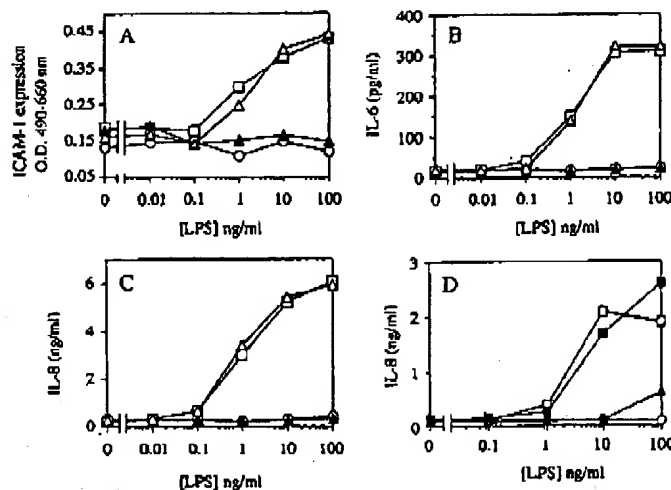 A
ICAM-1 expression
O.D. 490-660 nm
0.45
0.35
0.25
0.15
0.05
0 0.01 0.1 1 10 100
[LPS] ng/ml
B
IL-6 (pg/ml)
400
300
200
100
0
0 0.01 0.1 1 10 100
[LPS] ng/ml
C
IL-8 (ng/ml)
6
4
2
0
0 0.01 0.1 1 10 100
[LPS] ng/ml
D
IL-8 (ng/ml)
3
2
1
0
0 0.1 1 10 100
[LPS] ng/ml